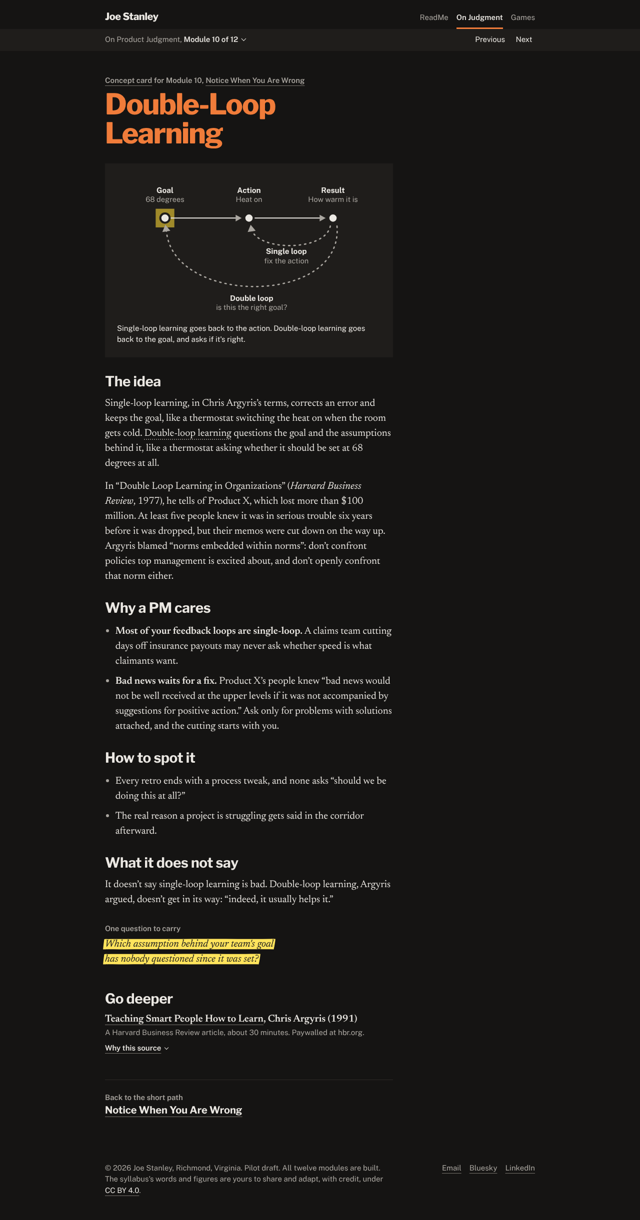 Joe Stanley
ReadMe On Judgment Games
On Product Judgment, Module 10 of 12
Previous Next
Concept card for Module 10, Notice When You Are Wrong
Double-Loop
Learning
Goal Action Result
68 degrees Heat on How warm it is
Single loop
fix the action
Double loop
is this the right goal?
Single-loop learning goes back to the action. Double-loop learning goes
back to the goal, and asks if it's right.
The idea
Single-loop learning, in Chris Argyris’s terms, corrects an error and
keeps the goal, like a thermostat switching the heat on when the room
gets cold. Double-loop learning questions the goal and the assumptions
behind it, like a thermostat asking whether it should be set at 68
degrees at all.
In “Double Loop Learning in Organizations” (Harvard Business
Review, 1977), he tells of Product X, which lost more than $100
million. At least five people knew it was in serious trouble six years
before it was dropped, but their memos were cut down on the way up.
Argyris blamed “norms embedded within norms”: don’t confront
policies top management is excited about, and don’t openly confront
that norm either.
Why a PM cares
• Most of your feedback loops are single-loop. A claims team cutting
days off insurance payouts may never ask whether speed is what
claimants want.
• Bad news waits for a fix. Product X’s people knew “bad news would
not be well received at the upper levels if it was not accompanied by
suggestions for positive action.” Ask only for problems with solutions
attached, and the cutting starts with you.
How to spot it
• Every retro ends with a process tweak, and none asks “should we be
doing this at all?”
• The real reason a project is struggling gets said in the corridor
afterward.
What it does not say
It doesn’t say single-loop learning is bad. Double-loop learning, Argyris
argued, doesn’t get in its way: “indeed, it usually helps it.”
One question to carry
Which assumption behind your team’s goal
has nobody questioned since it was set?
Go deeper
Teaching Smart People How to Learn, Chris Argyris (1991)
A Harvard Business Review article, about 30 minutes. Paywalled at hbr.org.
Why this source
Back to the short path
Notice When You Are Wrong
© 2026 Joe Stanley, Richmond, Virginia. Pilot draft. All twelve modules are built.
The syllabus’s words and figures are yours to share and adapt, with credit, under
CC BY 4.0.
Email Bluesky LinkedIn